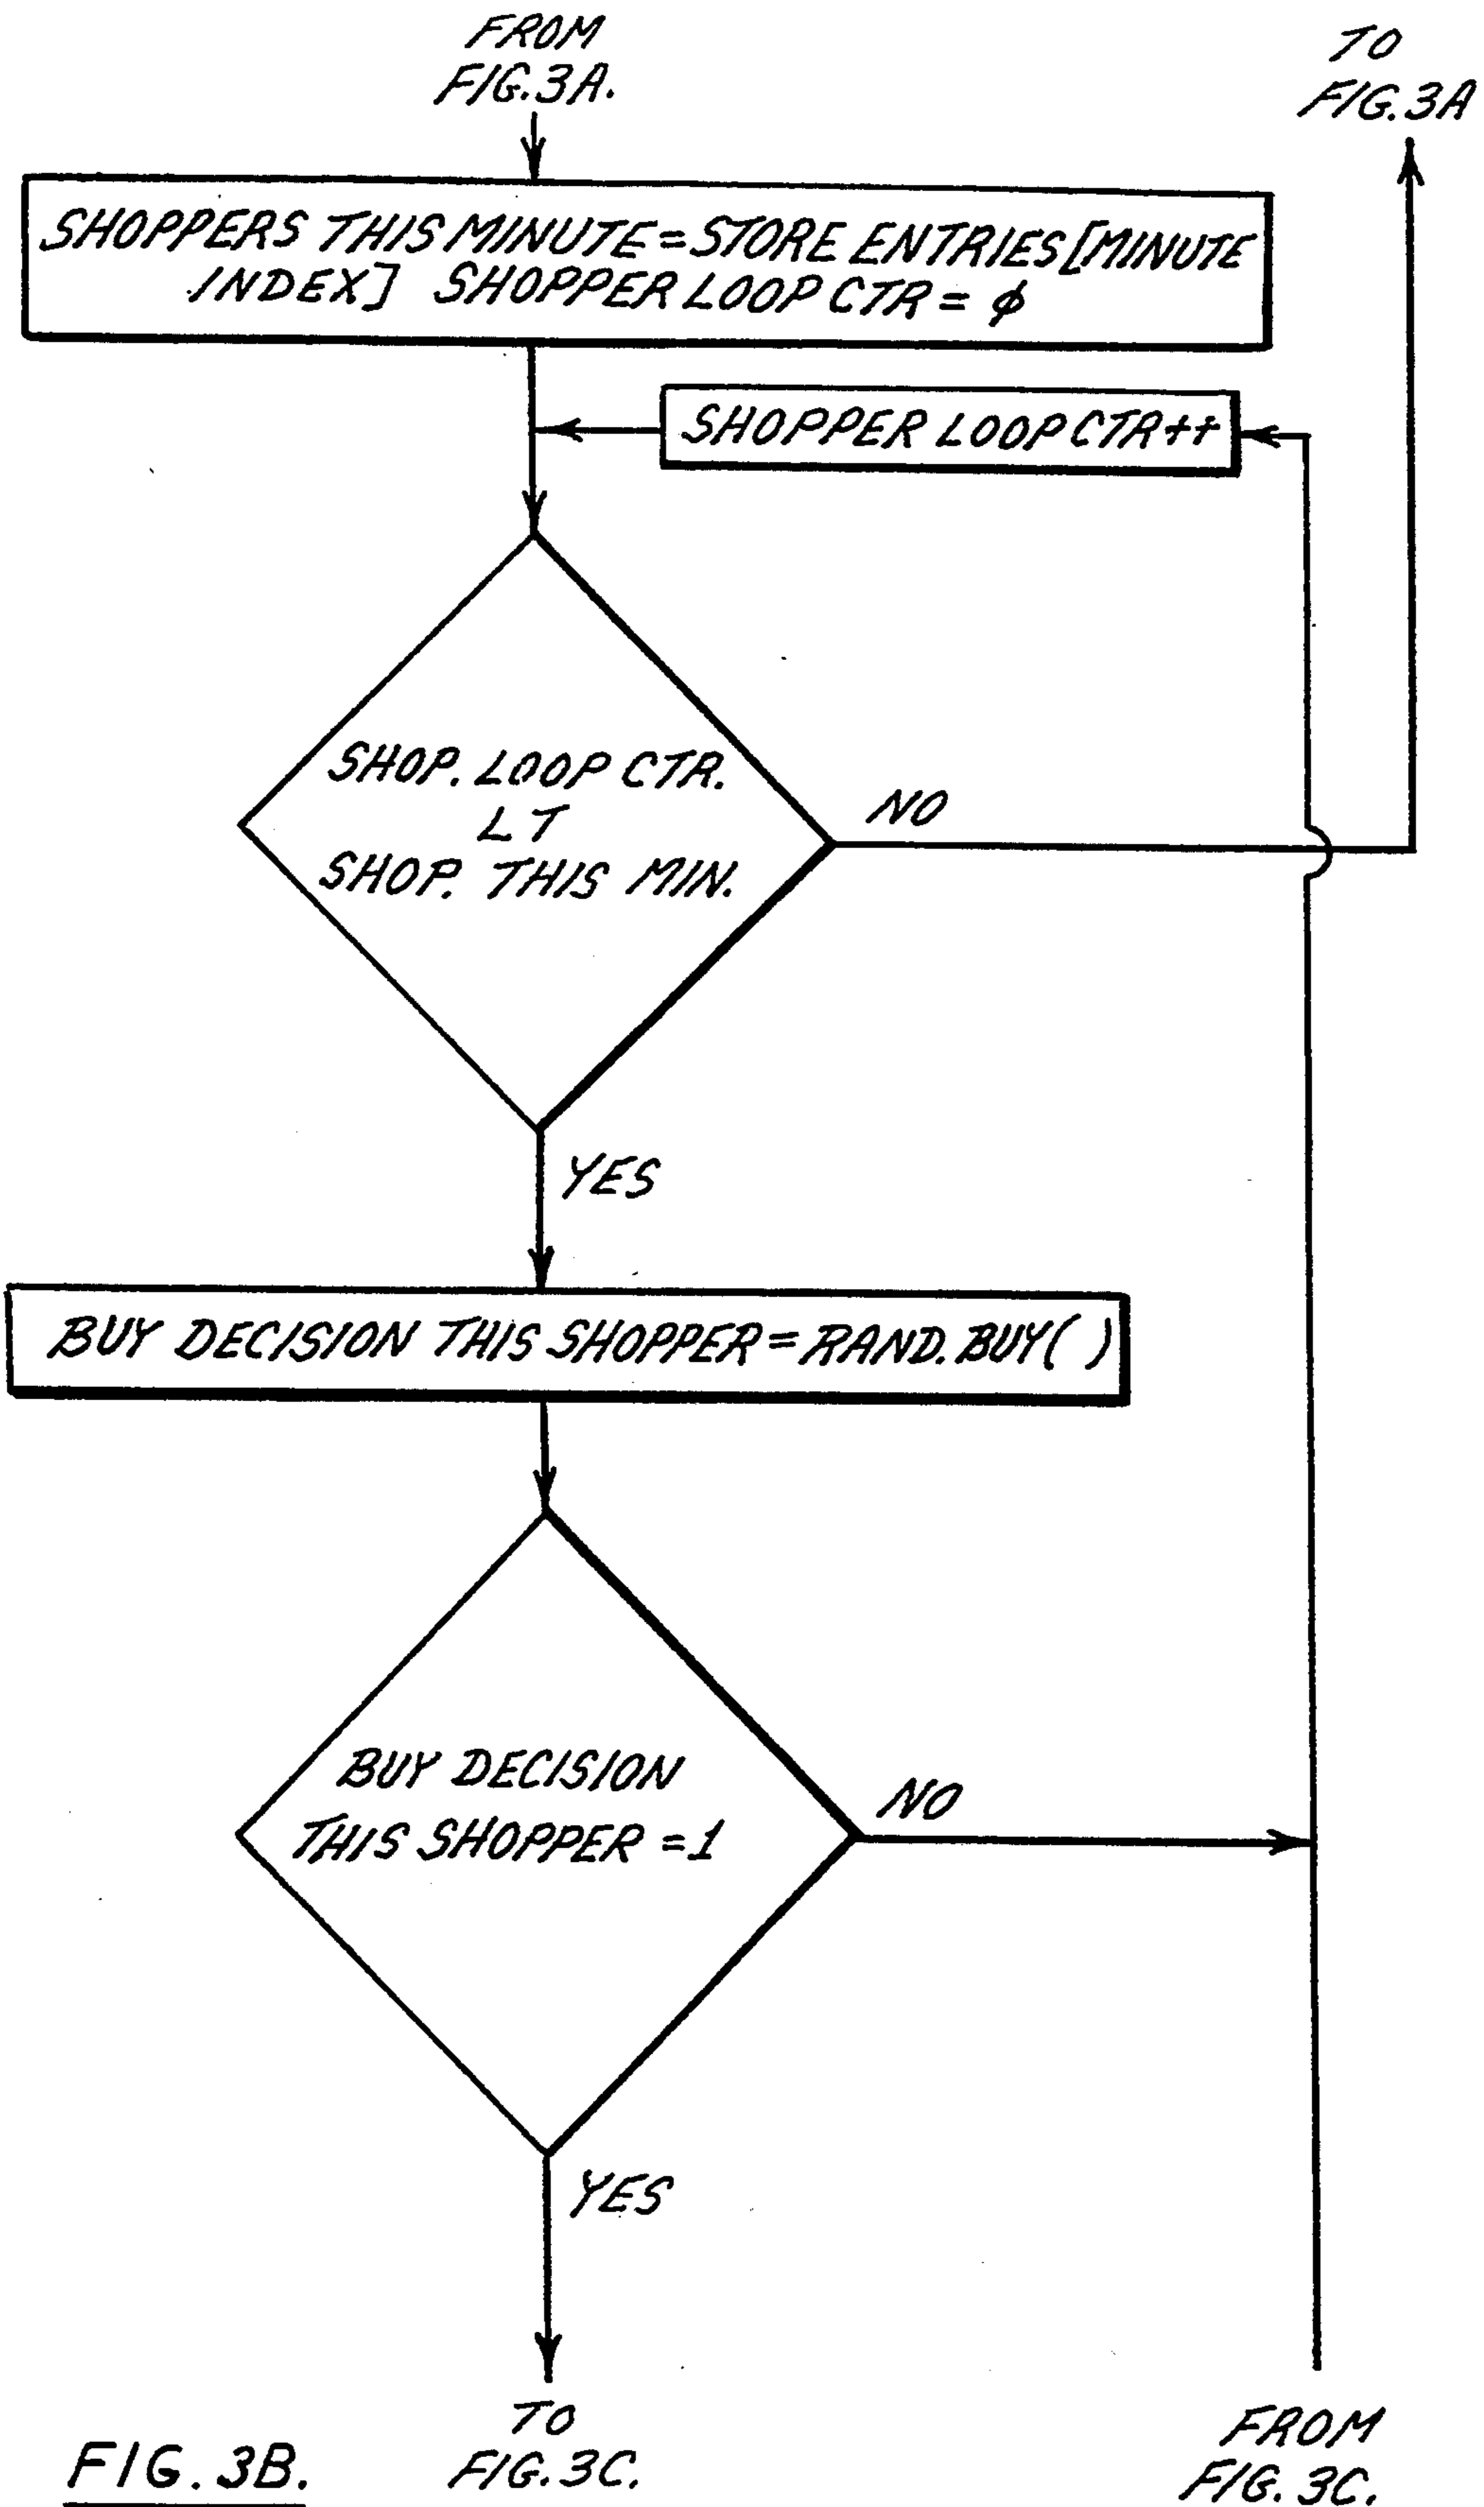 FROM
FIG. 3A.
TO
FIG. 3A
SHOPPERS THIS MINUTE = STORE ENTRIES [MINUTE
INDEX] SHOPPER LOOP CTR = ϕ
SHOPPER LOOP CTR++
SHOP. LOOP CTR.
LT
SHOP. THIS MIN.
NO
YES
BUY DECISION THIS SHOPPER = RAND. BUY( )
BUY DECISION
THIS SHOPPER = 1
NO
YES
TO
FIG. 3C.
FROM
FIG. 3C.
FIG. 3B.